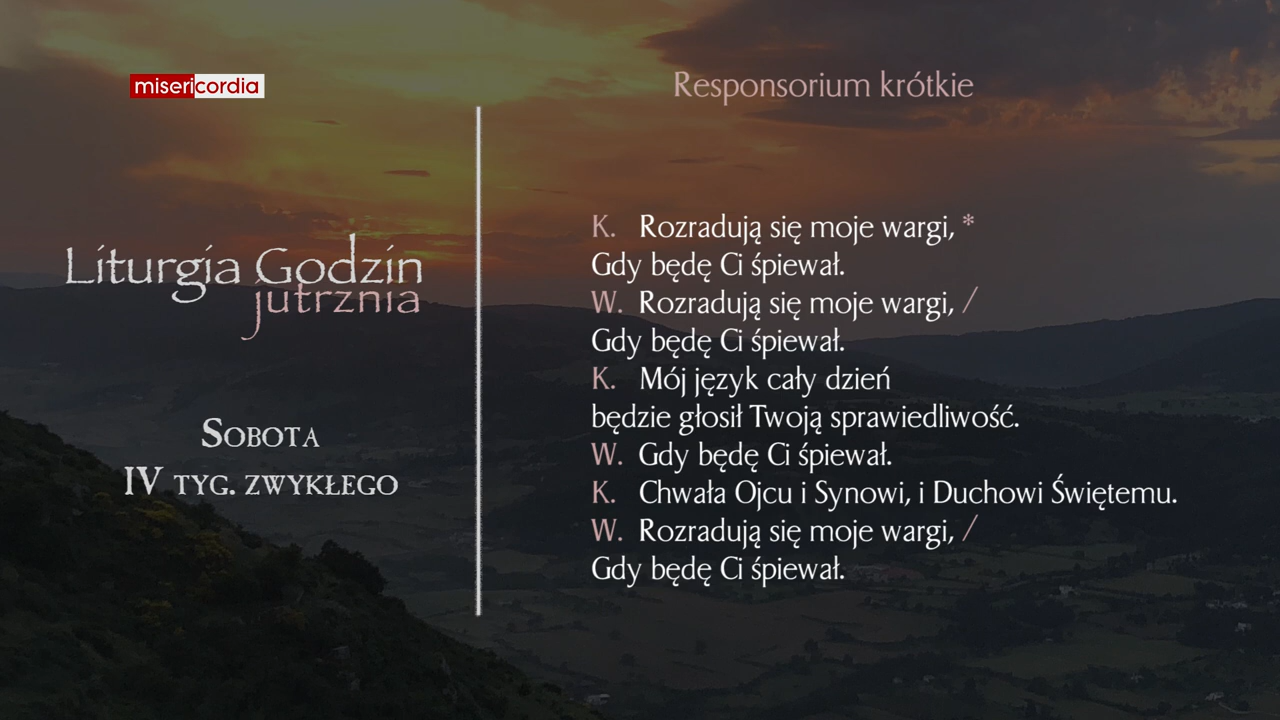 misericordia
Liturgia Godzin
jutrznia
Sobota
IV tyg. zwykłego
Responsorium krótkie
K. Rozradują się moje wargi, *
Gdy będę Ci śpiewał.
W. Rozradują się moje wargi, /
Gdy będę Ci śpiewał.
K. Mój język cały dzień
będzie głosił Twoją sprawiedliwość.
W. Gdy będę Ci śpiewał.
K. Chwała Ojcu i Synowi, i Duchowi Świętemu.
W. Rozradują się moje wargi, /
Gdy będę Ci śpiewał.